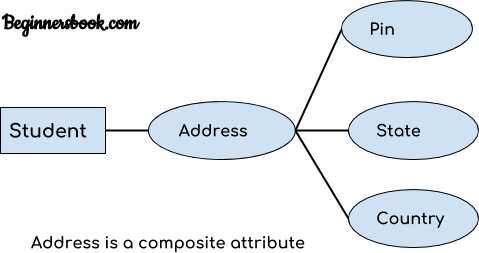 Beginnersbook.com
Pin
Student
Address
State
Country
Address is a composite attribute